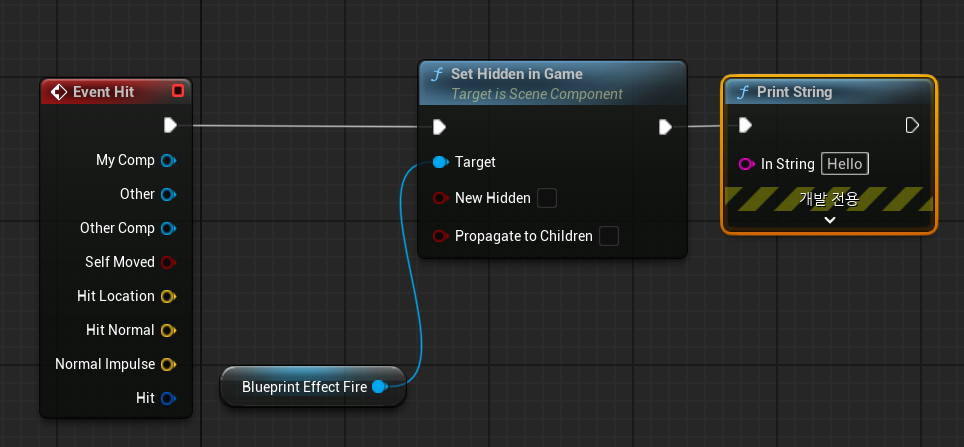 Event Hit
My Comp
Other
Other Comp
Self Moved
Hit Location
Hit Normal
Normal Impulse
Hit
Blueprint Effect Fire
Set Hidden in Game
Target is Scene Component
Target
New Hidden
Propagate to Children
Print String
In String Hello
개발 전용